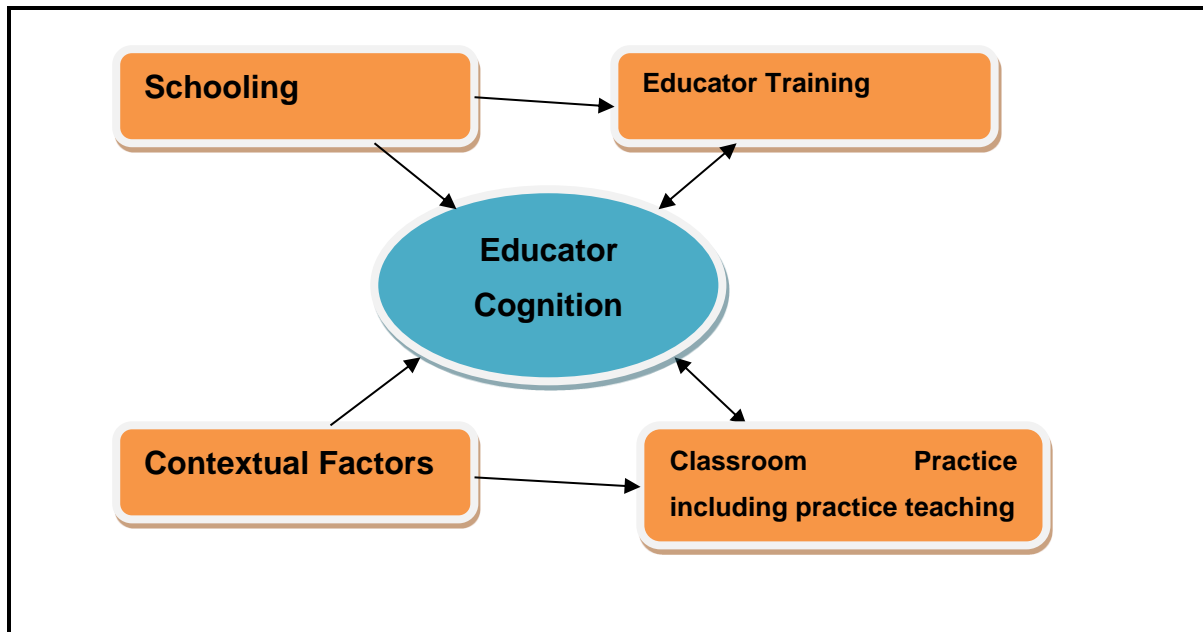 Schooling
Educator Training
Educator
Cognition
Contextual Factors
Classroom Practice
including practice teaching